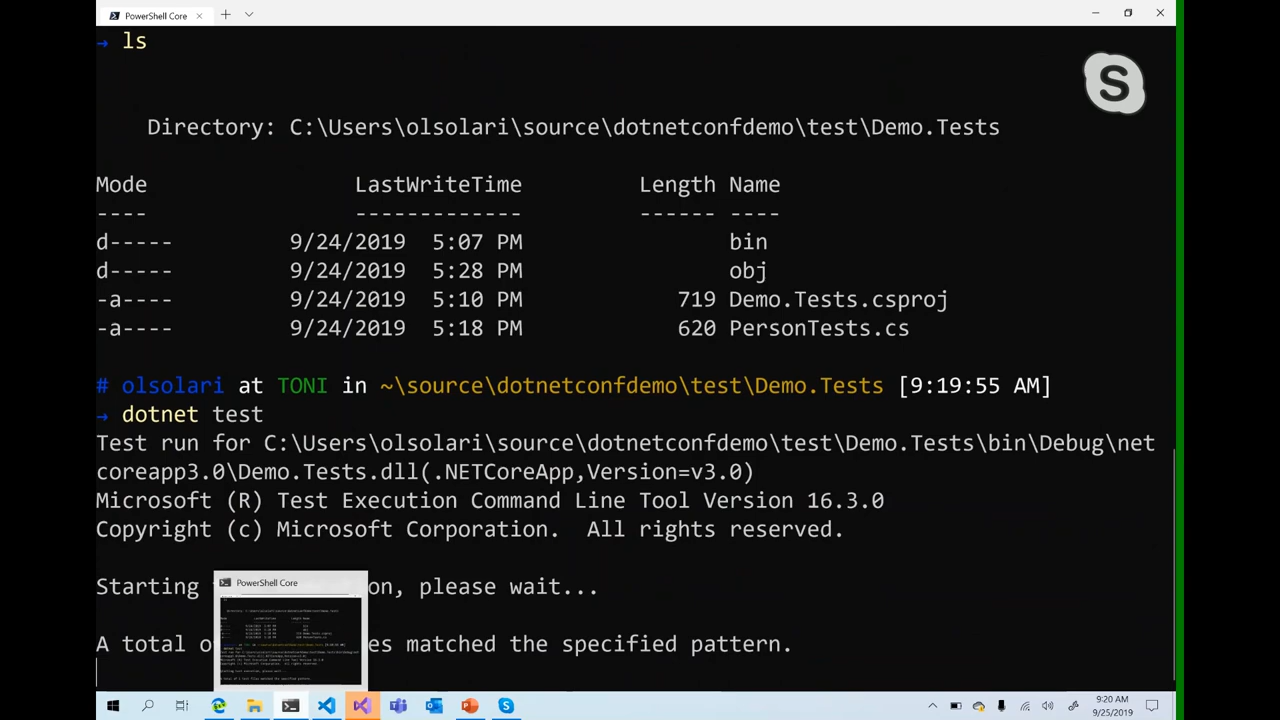 PowerShell Core
→ ls
S
Directory: C:\Users\olsolari\source\dotnetconfdemo\test\Demo.Tests
Mode LastWriteTime Length Name
---- ------------- ------ ----
d----- 9/24/2019 5:07 PM bin
d----- 9/24/2019 5:28 PM obj
-a---- 9/24/2019 5:10 PM 719 Demo.Tests.csproj
-a---- 9/24/2019 5:18 PM 620 PersonTests.cs
# olsolari at TONI in ~\source\dotnetconfdemo\test\Demo.Tests [9:19:55 AM]
→ dotnet test
Test run for C:\Users\olsolari\source\dotnetconfdemo\test\Demo.Tests\bin\Debug\net
coreapp3.0\Demo.Tests.dll(.NETCoreApp,Version=v3.0)
Microsoft (R) Test Execution Command Line Tool Version 16.3.0
Copyright (c) Microsoft Corporation. All rights reserved.
PowerShell Core
Starting on, please wait...
A total o es matched the specified pattern.
9:20 AM
9/25/2019